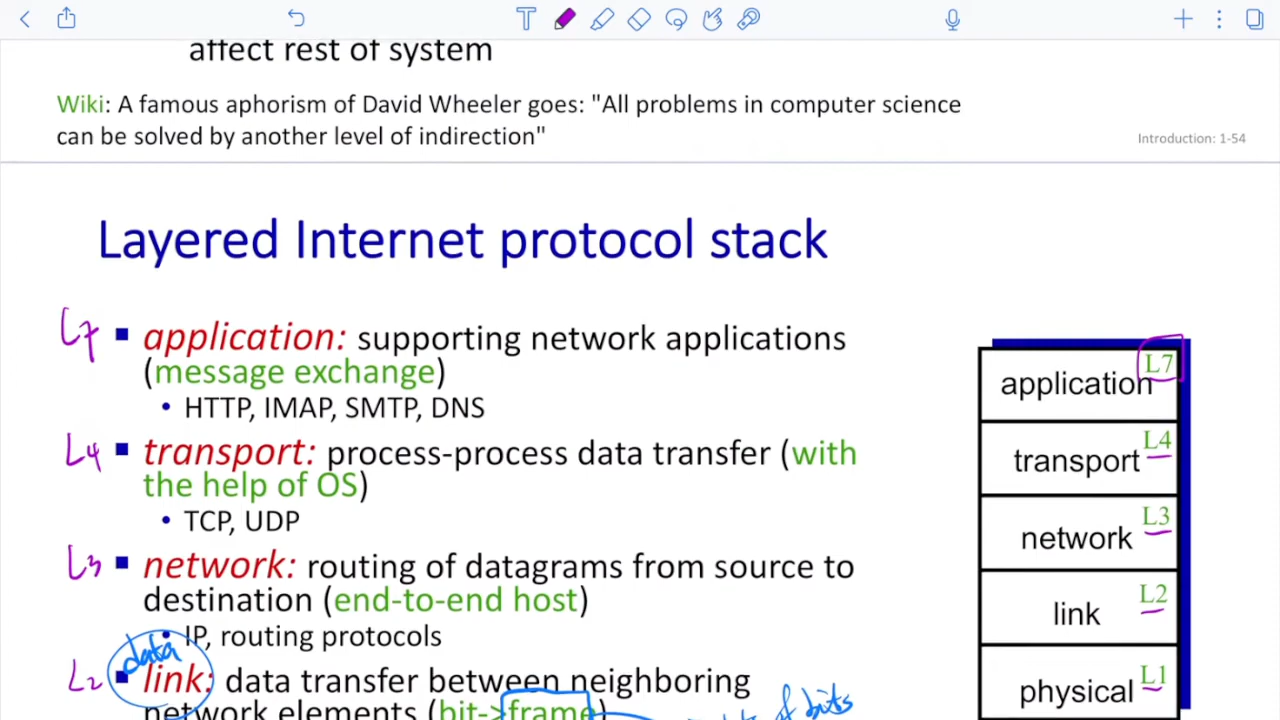 affect rest of system
Wiki: A famous aphorism of David Wheeler goes: "All problems in computer science
can be solved by another level of indirection"
Introduction: 1-54
Layered Internet protocol stack
L7 ▪ application: supporting network applications
(message exchange)
• HTTP, IMAP, SMTP, DNS
L4 ▪ transport: process-process data transfer (with
the help of OS)
• TCP, UDP
L3 ▪ network: routing of datagrams from source to
destination (end-to-end host)
• IP, routing protocols
data
L2 ▪ link: data transfer between neighboring
network elements (bit->frame)
of bits
L7
application
L4
transport
L3
network
L2
link
L1
physical